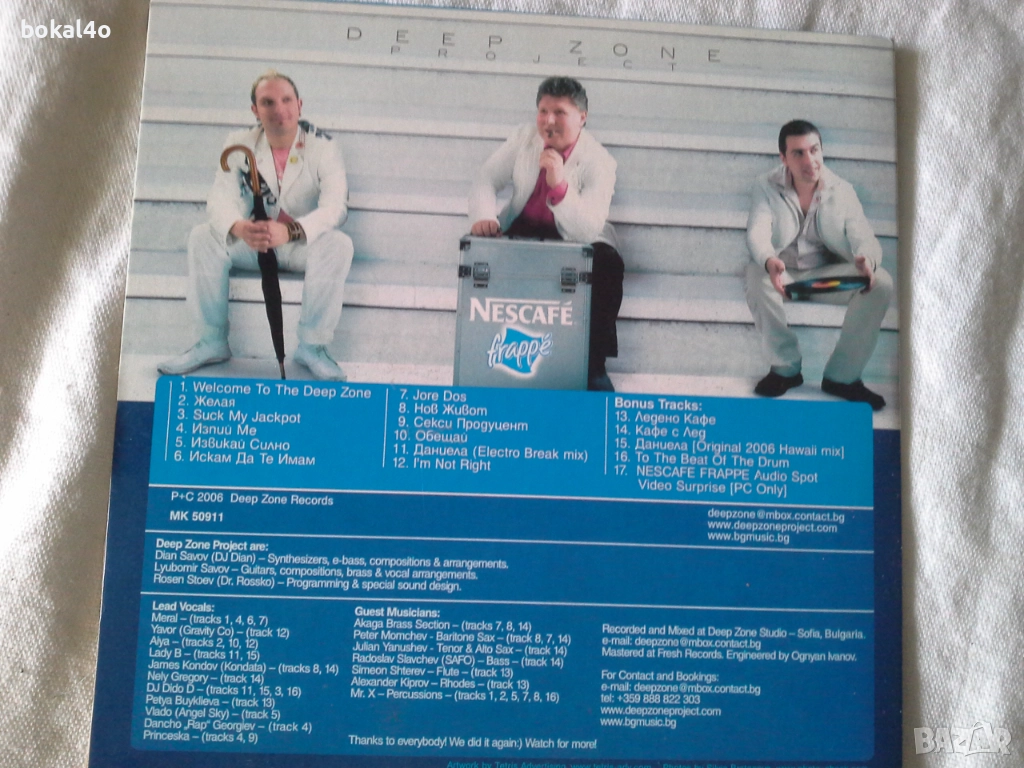 bokal4o
DEEP ZONE
PROJECT
NESCAFÉ
frappé
1. Welcome To The Deep Zone
2. Желая
3. Suck My Jackpot
4. Изпий Ме
5. Извикай Силно
6. Искам Да Те Имам
7. Jore Dos
8. Нов Живот
9. Секси Продуцент
10. Обещай
11. Даниела (Electro Break mix)
12. I'm Not Right
Bonus Tracks:
13. Ледено Кафе
14. Кафе с Лед
15. Даниела [Original 2006 Hawaii mix]
16. To The Beat Of The Drum
17. NESCAFE FRAPPE Audio Spot
Video Surprise [PC Only]
P+C 2006 Deep Zone Records
MK 50911
deepzone@mbox.contact.bg
www.deepzoneproject.com
www.bgmusic.bg
Deep Zone Project are:
Dian Savov (DJ Dian) – Synthesizers, e-bass, compositions & arrangements.
Lyubomir Savov – Guitars, compositions, brass & vocal arrangements.
Rosen Stoev (Dr. Rossko) – Programming & special sound design.
Lead Vocals:
Meral – (tracks 1, 4, 6, 7)
Yavor (Gravity Co) – (track 12)
Alya – (tracks 2, 10, 12)
Lady B – (tracks 11, 15)
James Kondov (Kondata) – (tracks 8, 14)
Nely Gregory – (track 14)
DJ Dido D – (tracks 11, 15, 3, 16)
Petya Buyklieva – (track 13)
Vlado (Angel Sky) – (track 5)
Dancho „Rap“ Georgiev – (track 4)
Princeska – (tracks 4, 9)
Guest Musicians:
Akaga Brass Section – (tracks 7, 8, 14)
Peter Momchev - Baritone Sax – (track 8, 7, 14)
Julian Yanushev - Tenor & Alto Sax – (track 14)
Radoslav Slavchev (SAFO) – Bass – (track 14)
Simeon Shterev – Flute – (track 13)
Alexander Kiprov – Rhodes – (track 13)
Mr. X – Percussions – (tracks 1, 2, 5, 7, 8, 16)
Thanks to everybody! We did it again:) Watch for more!
Recorded and Mixed at Deep Zone Studio – Sofia, Bulgaria.
e-mail: deepzone@mbox.contact.bg
Mastered at Fresh Records. Engineered by Ognyan Ivanov.
For Contact and Bookings:
e-mail: deepzone@mbox.contact.bg
tel: +359 888 822 303
www.deepzoneproject.com
www.bgmusic.bg
Artwork by Tetris Advertising
BAZAR